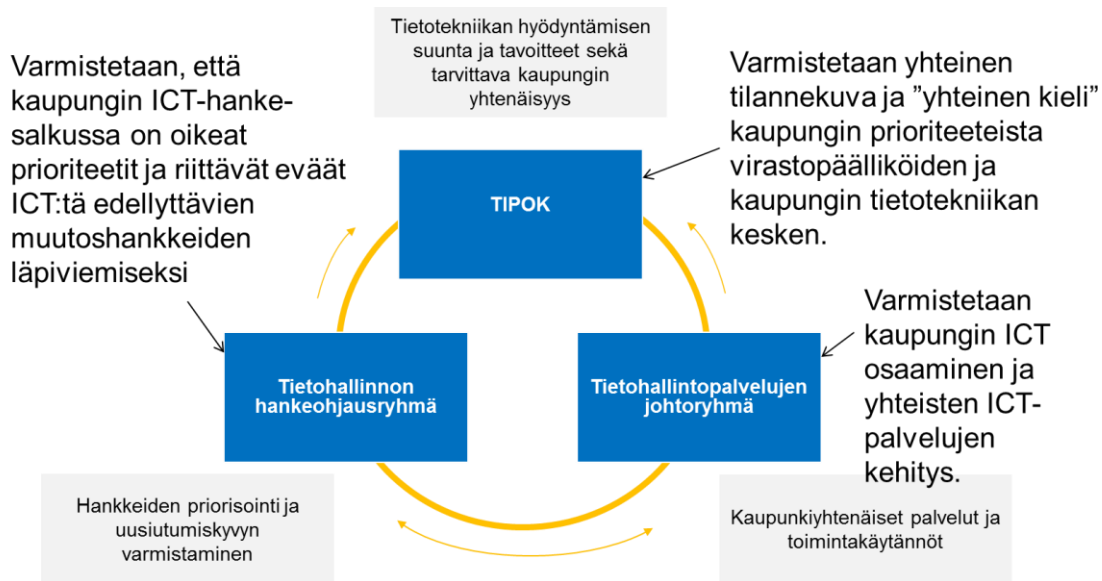 Tietotekniikan hyödyntämisen
suunta ja tavoitteet sekä
tarvittava kaupungin
yhtenäisyys
Varmistetaan, että
kaupungin ICT-hanke-
salkussa on oikeat
prioriteetit ja riittävät eväät
ICT:tä edellyttävien
muutoshankkeiden
läpiviemiseksi
Varmistetaan yhteinen
tilannekuva ja ”yhteinen kieli”
kaupungin prioriteeteista
virastopäälliköiden ja
kaupungin tietotekniikan
kesken.
TIPOK
Varmistetaan
kaupungin ICT
osaaminen ja
yhteisten ICT-
palvelujen
kehitys.
Tietohallinnon
hankeohjausryhmä
Tietohallintopalvelujen
johtoryhmä
Hankkeiden priorisointi ja
uusiutumiskyvyn
varmistaminen
Kaupunkiyhtenäiset palvelut ja
toimintakäytännöt